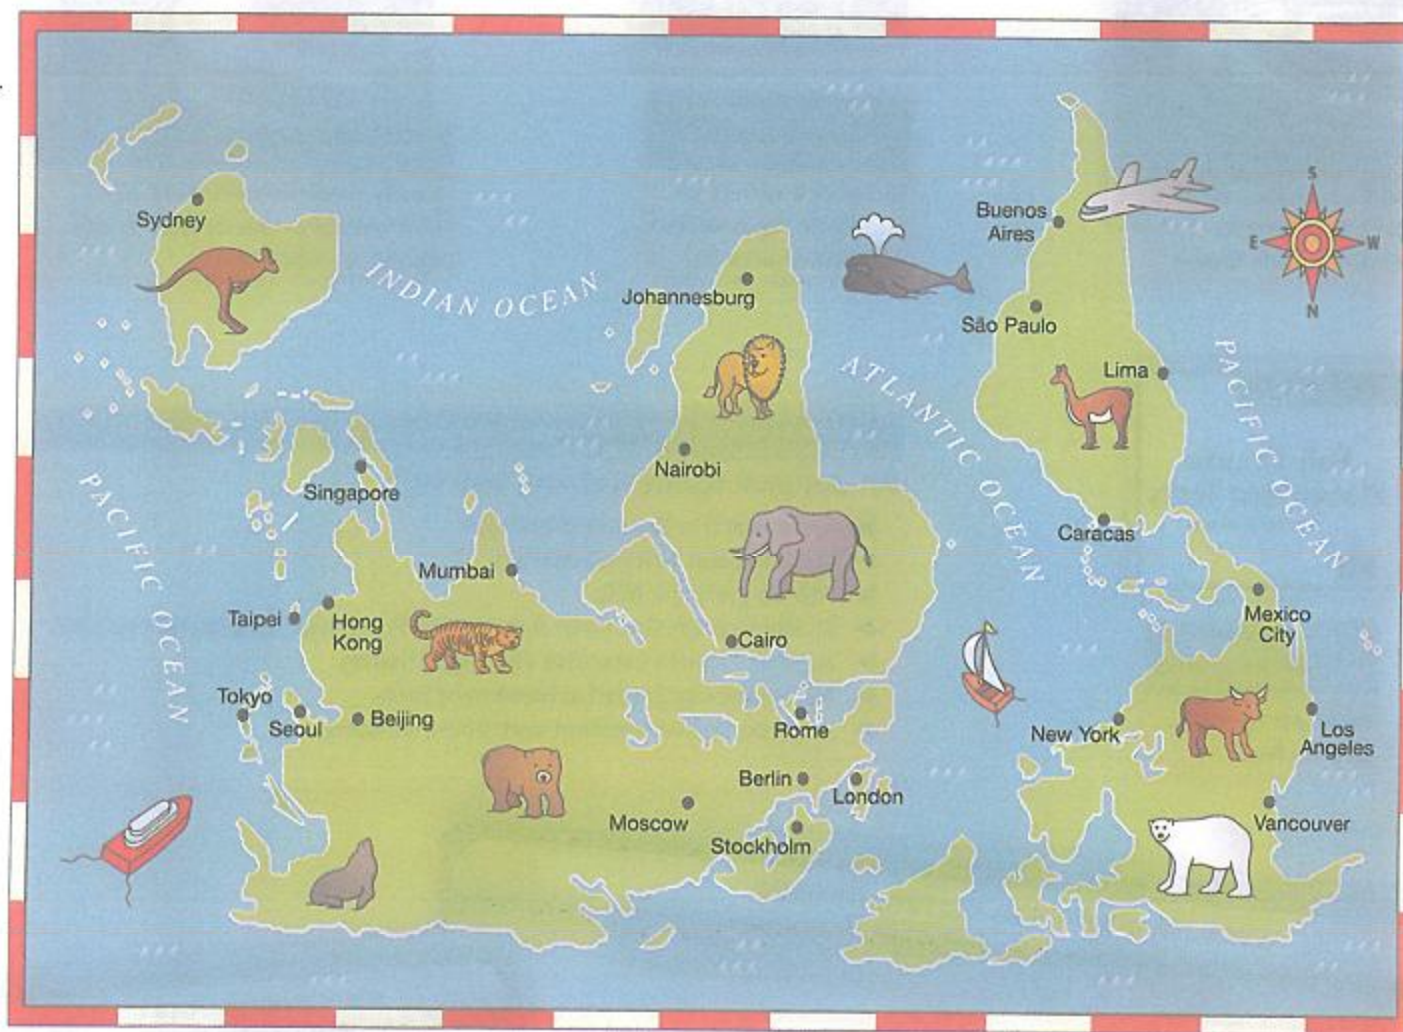 Sydney
INDIAN OCEAN
Johannesburg
Buenos
Aires
S
E
W
N
São Paulo
Lima
ATLANTIC OCEAN
PACIFIC OCEAN
Nairobi
Singapore
PACIFIC OCEAN
Caracas
Mumbai
Taipei
Hong
Kong
Cairo
Mexico
City
Tokyo
Seoul
Beijing
Rome
New York
Los
Angeles
Berlin
London
Moscow
Stockholm
Vancouver